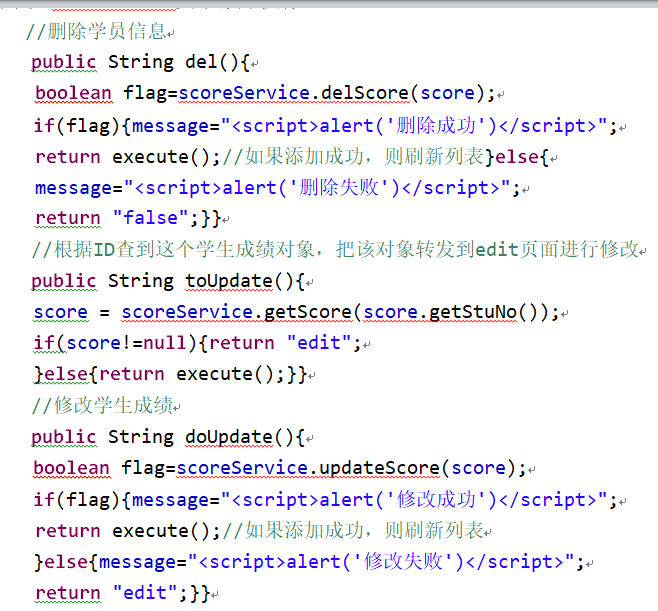 //删除学员信息
public String del(){
boolean flag=scoreService.delScore(score);
if(flag){message="<script>alert('删除成功')</script>";
return execute();//如果添加成功，则刷新列表}else{
message="<script>alert('删除失败')</script>";
return "false";}}
//根据ID查到这个学生成绩对象，把该对象转发到edit页面进行修改
public String toUpdate(){
score = scoreService.getScore(score.getStuNo());
if(score!=null){return "edit";
}else{return execute();}}
//修改学生成绩
public String doUpdate(){
boolean flag=scoreService.updateScore(score);
if(flag){message="<script>alert('修改成功')</script>";
return execute();//如果添加成功，则刷新列表
}else{message="<script>alert('修改失败')</script>";
return "edit";}}